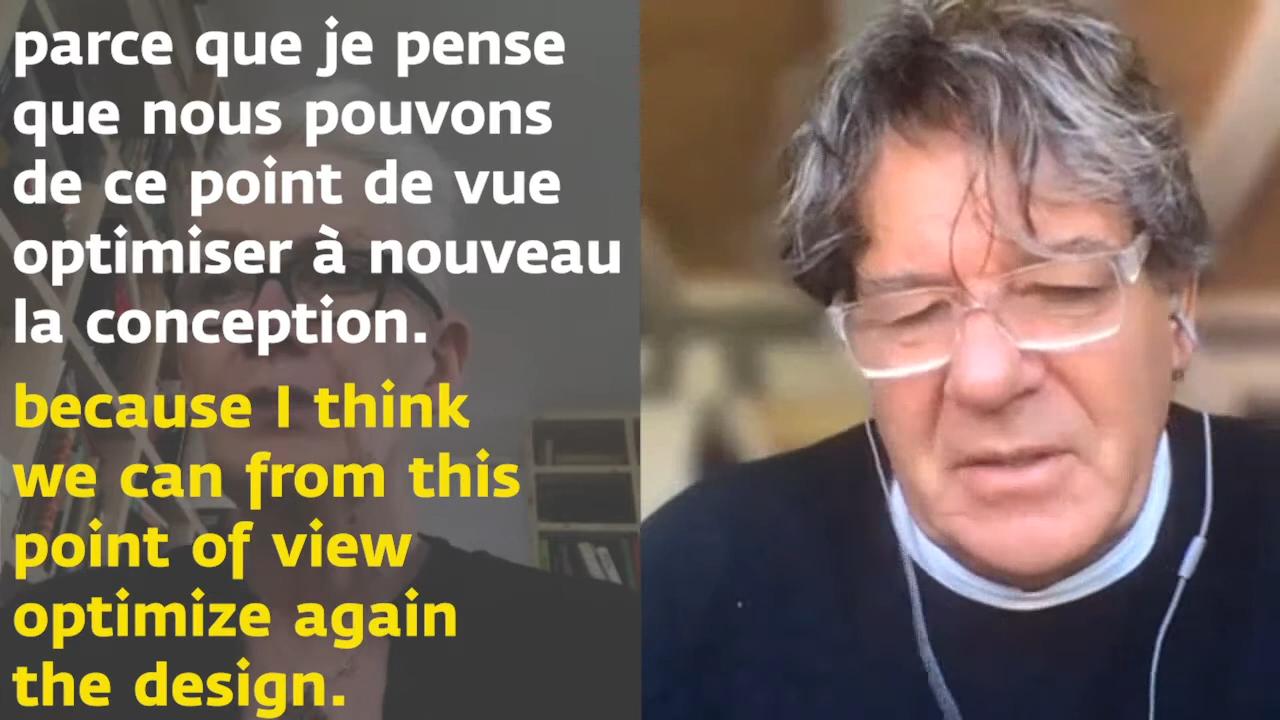 parce que je pense
que nous pouvons
de ce point de vue
optimiser à nouveau
la conception.
because I think
we can from this
point of view
optimize again
the design.